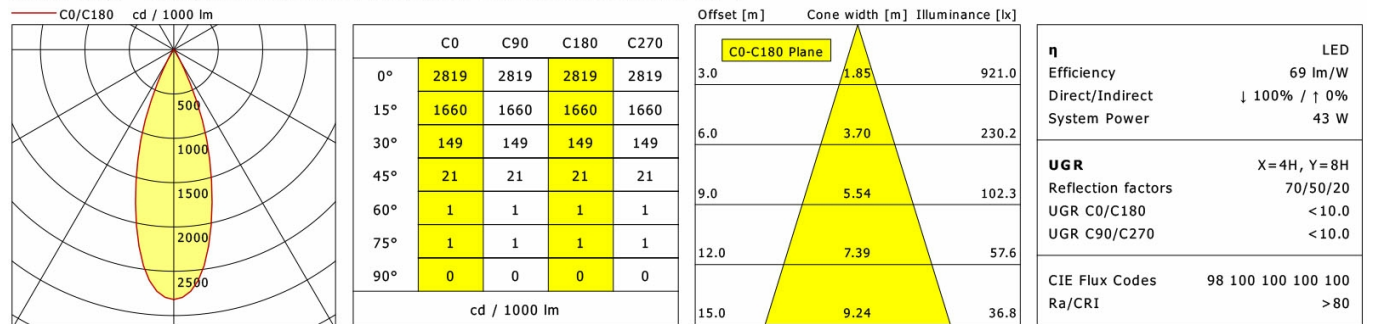 C0/C180 cd / 1000 lm
500
1000
1500
2000
2500
C0 C90 C180 C270
0° 2819 2819 2819 2819
15° 1660 1660 1660 1660
30° 149 149 149 149
45° 21 21 21 21
60° 1 1 1 1
75° 1 1 1 1
90° 0 0 0 0
cd / 1000 lm
Offset [m] Cone width [m] Illuminance [lx]
C0-C180 Plane
3.0 1.85 921.0
6.0 3.70 230.2
9.0 5.54 102.3
12.0 7.39 57.6
15.0 9.24 36.8
η LED
Efficiency 69 lm/W
Direct/Indirect ↓ 100% / ↑ 0%
System Power 43 W
UGR X=4H, Y=8H
Reflection factors 70/50/20
UGR C0/C180 <10.0
UGR C90/C270 <10.0
CIE Flux Codes 98 100 100 100 100
Ra/CRI >80